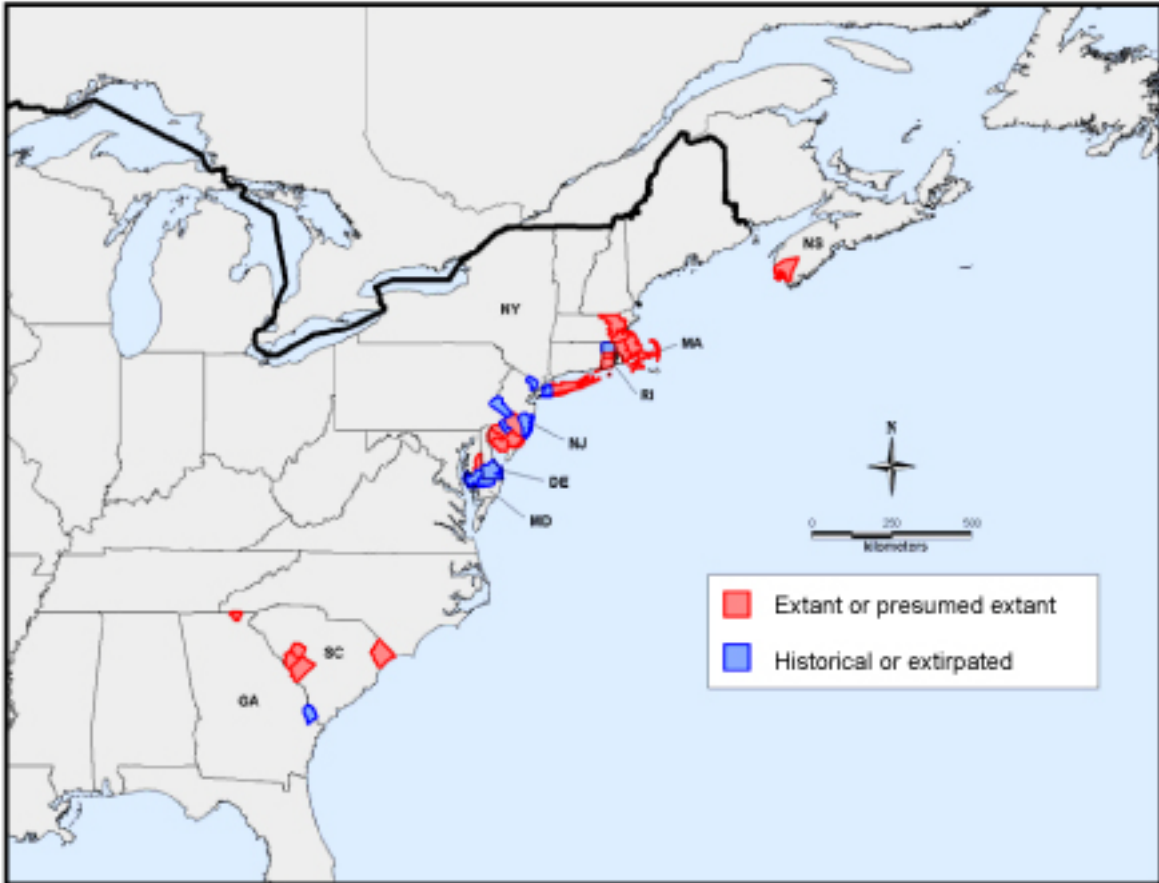 NS
NY
MA
RI
NJ
N
DE
MD
0 250 500
kilometers
Extant or presumed extant
Historical or extirpated
SC
GA